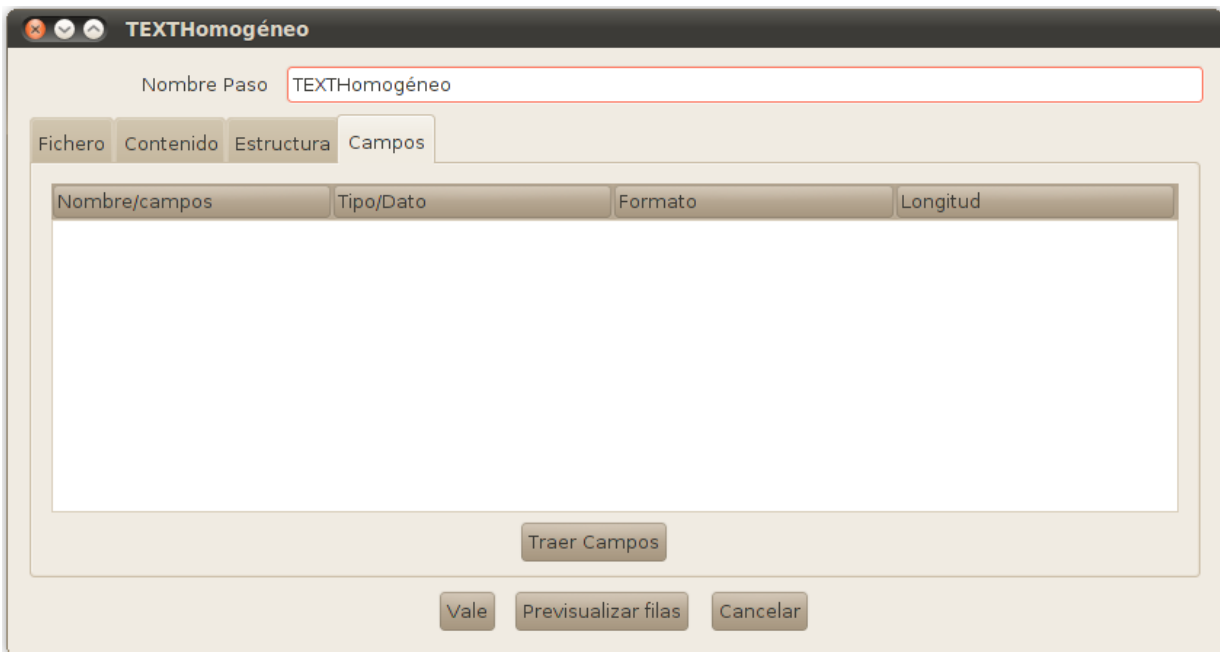 TEXTHomogéneo
Nombre Paso TEXTHomogéneo
Fichero Contenido Estructura Campos
Nombre/campos Tipo/Dato Formato Longitud
Traer Campos
Vale Previsualizar filas Cancelar